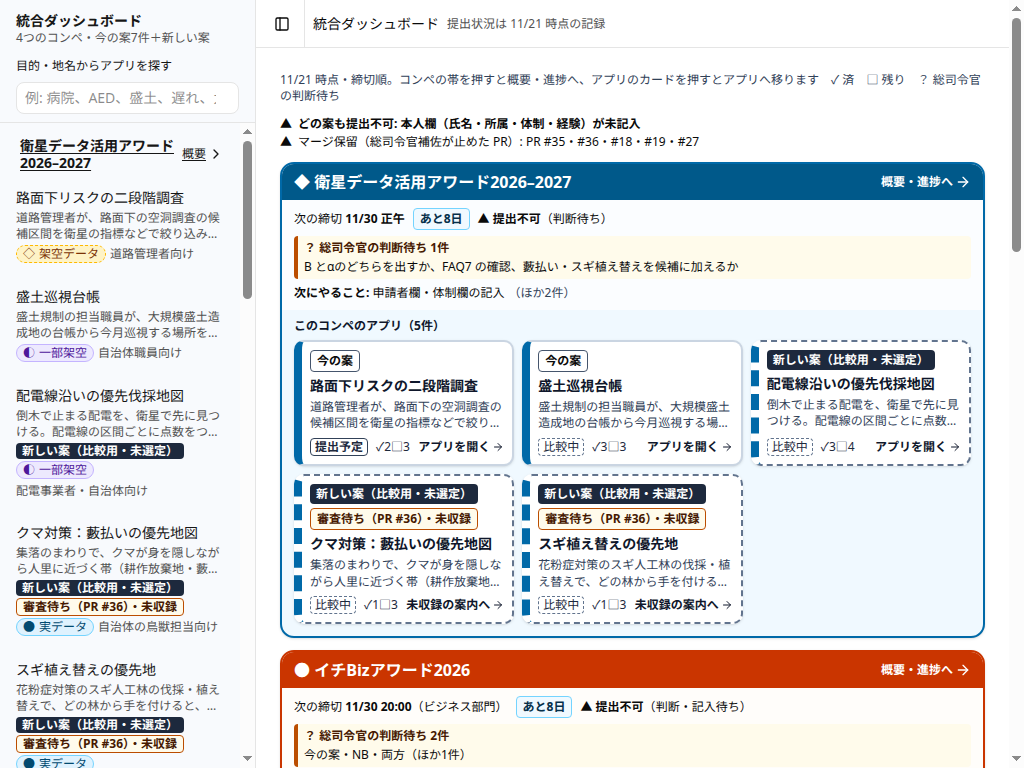 統合ダッシュボード
4つのコンペ・今の案7件＋新しい案
目的・地名からアプリを探す
例: 病院、AED、盛土、遅れ、:
衛星データ活用アワード
2026–2027
概要
路面下リスクの二段階調査
道路管理者が、路面下の空洞調査の候
補区間を衛星の指標などで絞り込み...
◇ 架空データ 道路管理者向け
盛土巡視台帳
盛土規制の担当職員が、大規模盛土造
成地の台帳から今月巡視する場所を...
◐ 一部架空 自治体職員向け
配電線沿いの優先伐採地図
倒木で止まる配電を、衛星で先に見つ
ける。配電線の区間ごとに点数をつ...
新しい案（比較用・未選定）
◐ 一部架空
配電事業者・自治体向け
クマ対策：藪払いの優先地図
集落のまわりで、クマが身を隠しなが
ら人里に近づく帯（耕作放棄地・藪...
新しい案（比較用・未選定）
審査待ち（PR #36）・未収録
● 実データ 自治体の鳥獣担当向け
スギ植え替えの優先地
花粉症対策のスギ人工林の伐採・植え
替えで、どの林から手を付けると、...
新しい案（比較用・未選定）
審査待ち（PR #36）・未収録
● 実データ
統合ダッシュボード 提出状況は 11/21 時点の記録
11/21 時点・締切順。コンペの帯を押すと概要・進捗へ、アプリのカードを押すとアプリへ移ります ✓ 済 □ 残り ？ 総司令官
の判断待ち
▲ どの案も提出不可: 本人欄（氏名・所属・体制・経験）が未記入
▲ マージ保留（総司令官補佐が止めた PR）: PR #35・#36・#18・#19・#27
◆ 衛星データ活用アワード2026–2027 概要・進捗へ →
次の締切 11/30 正午 あと8日 ▲ 提出不可（判断待ち）
？ 総司令官の判断待ち 1件
B とαのどちらを出すか、FAQ7 の確認、藪払い・スギ植え替えを候補に加えるか
次にやること: 申請者欄・体制欄の記入 （ほか2件）
このコンペのアプリ（5件）
今の案
路面下リスクの二段階調査
道路管理者が、路面下の空洞調査の
候補区間を衛星の指標などで絞り...
提出予定 ✓2□3 アプリを開く →
今の案
盛土巡視台帳
盛土規制の担当職員が、大規模盛土
造成地の台帳から今月巡視する場...
比較中 ✓3□3 アプリを開く →
新しい案（比較用・未選定）
配電線沿いの優先伐採地図
倒木で止まる配電を、衛星で先に見
つける。配電線の区間ごとに点数...
比較中 ✓3□4 アプリを開く →
新しい案（比較用・未選定）
審査待ち（PR #36）・未収録
クマ対策：藪払いの優先地図
集落のまわりで、クマが身を隠しな
がら人里に近づく帯（耕作放棄地...
比較中 ✓1□3 未収録の案内へ →
新しい案（比較用・未選定）
審査待ち（PR #36）・未収録
スギ植え替えの優先地
花粉症対策のスギ人工林の伐採・植
え替えで、どの林から手を付ける...
比較中 ✓1□3 未収録の案内へ →
● イチBizアワード2026 概要・進捗へ →
次の締切 11/30 20:00（ビジネス部門） あと8日 ▲ 提出不可（判断・記入待ち）
？ 総司令官の判断待ち 2件
今の案・NB・両方（ほか1件）